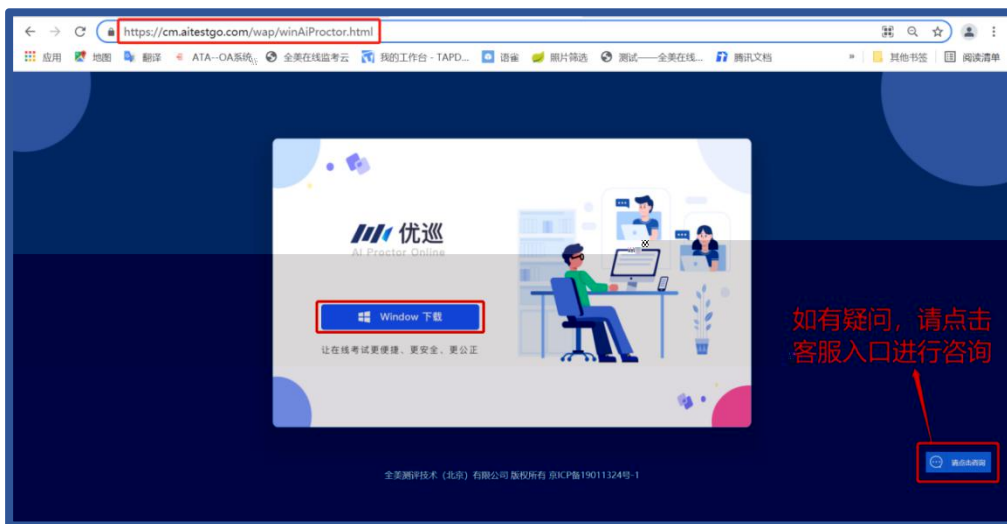 https://cm.aitestgo.com/wap/winAiProctor.html
应用 地图 翻译 ATA--OA系统 全美在线监考云 我的工作台 - TAPD... 语雀 照片筛选 测试——全美在线... 腾讯文档 » 其他书签 阅读清单
优巡
AI Proctor Online
Window 下载
让在线考试更便捷、更安全、更公正
如有疑问，请点击
客服入口进行咨询
请点击咨询
全美测评技术（北京）有限公司 版权所有 京ICP备19011324号-1